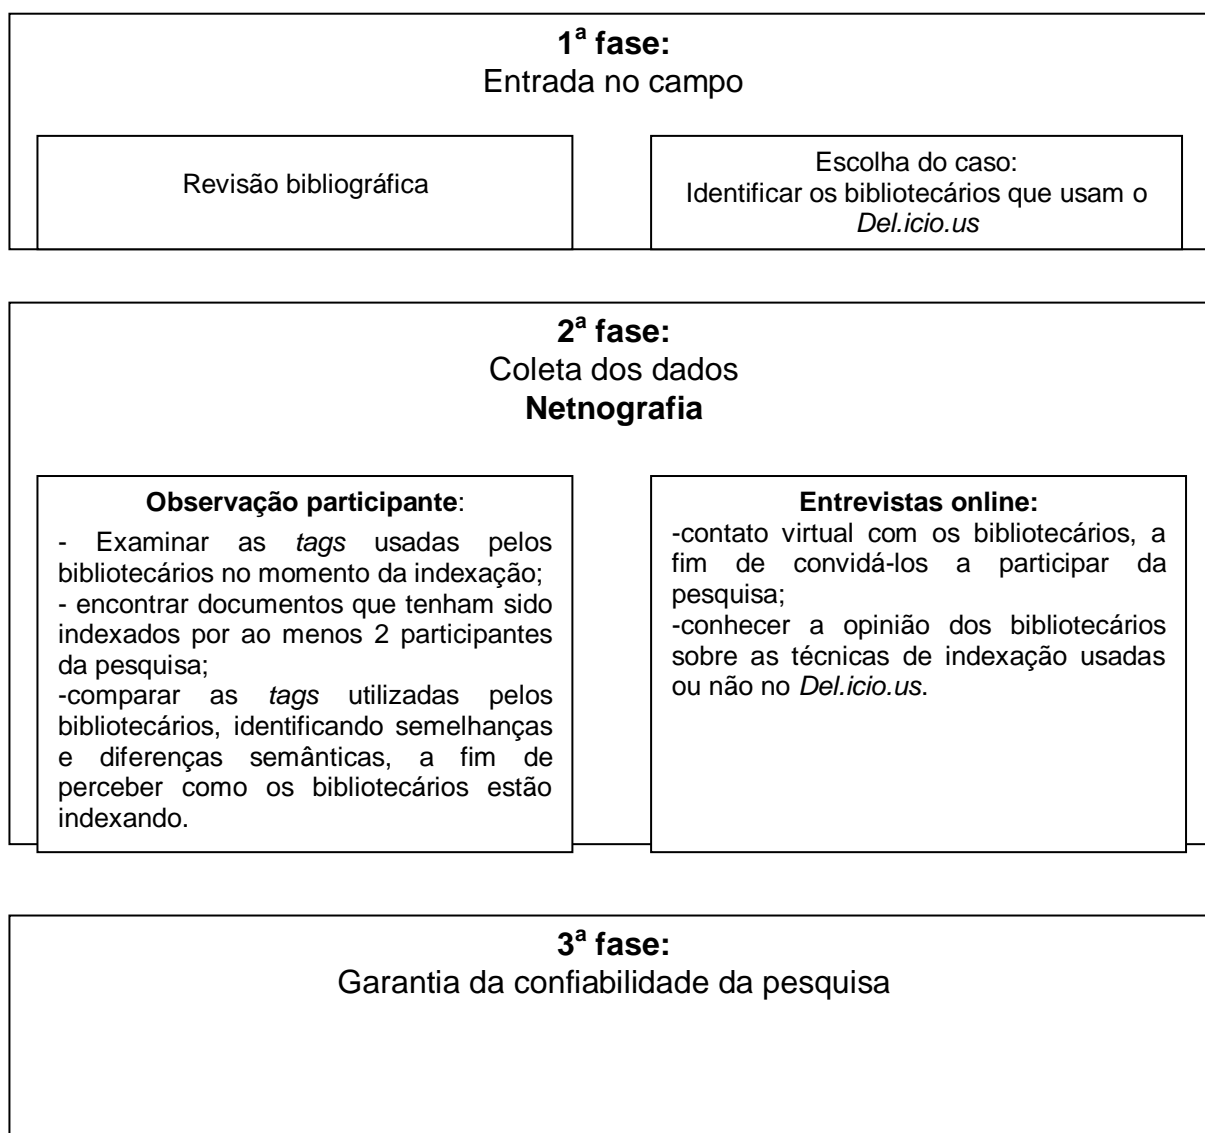 1ª fase:
Entrada no campo
Revisão bibliográfica
Escolha do caso:
Identificar os bibliotecários que usam o
Del.icio.us
2ª fase:
Coleta dos dados
Netnografia
Observação participante:
- Examinar as tags usadas pelos
bibliotecários no momento da indexação;
- encontrar documentos que tenham sido
indexados por ao menos 2 participantes
da pesquisa;
-comparar as tags utilizadas pelos
bibliotecários, identificando semelhanças
e diferenças semânticas, a fim de
perceber como os bibliotecários estão
indexando.
Entrevistas online:
-contato virtual com os bibliotecários, a
fim de convidá-los a participar da
pesquisa;
-conhecer a opinião dos bibliotecários
sobre as técnicas de indexação usadas
ou não no Del.icio.us.
3ª fase:
Garantia da confiabilidade da pesquisa